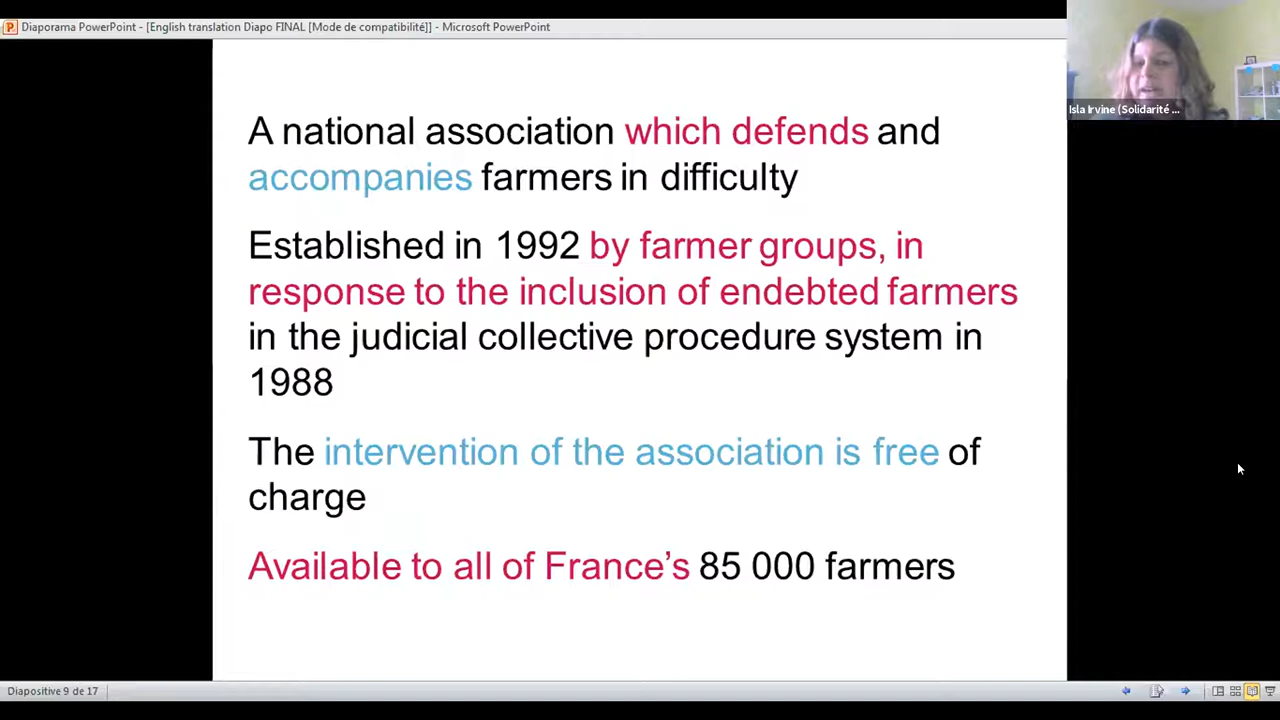 Diaporama PowerPoint - [English translation Diapo FINAL [Mode de compatibilité]] - Microsoft PowerPoint
Isla Irvine (Solidarité ...
A national association which defends and
accompanies farmers in difficulty
Established in 1992 by farmer groups, in
response to the inclusion of endebted farmers
in the judicial collective procedure system in
1988
The intervention of the association is free of
charge
Available to all of France’s 85 000 farmers
Diapositive 9 de 17